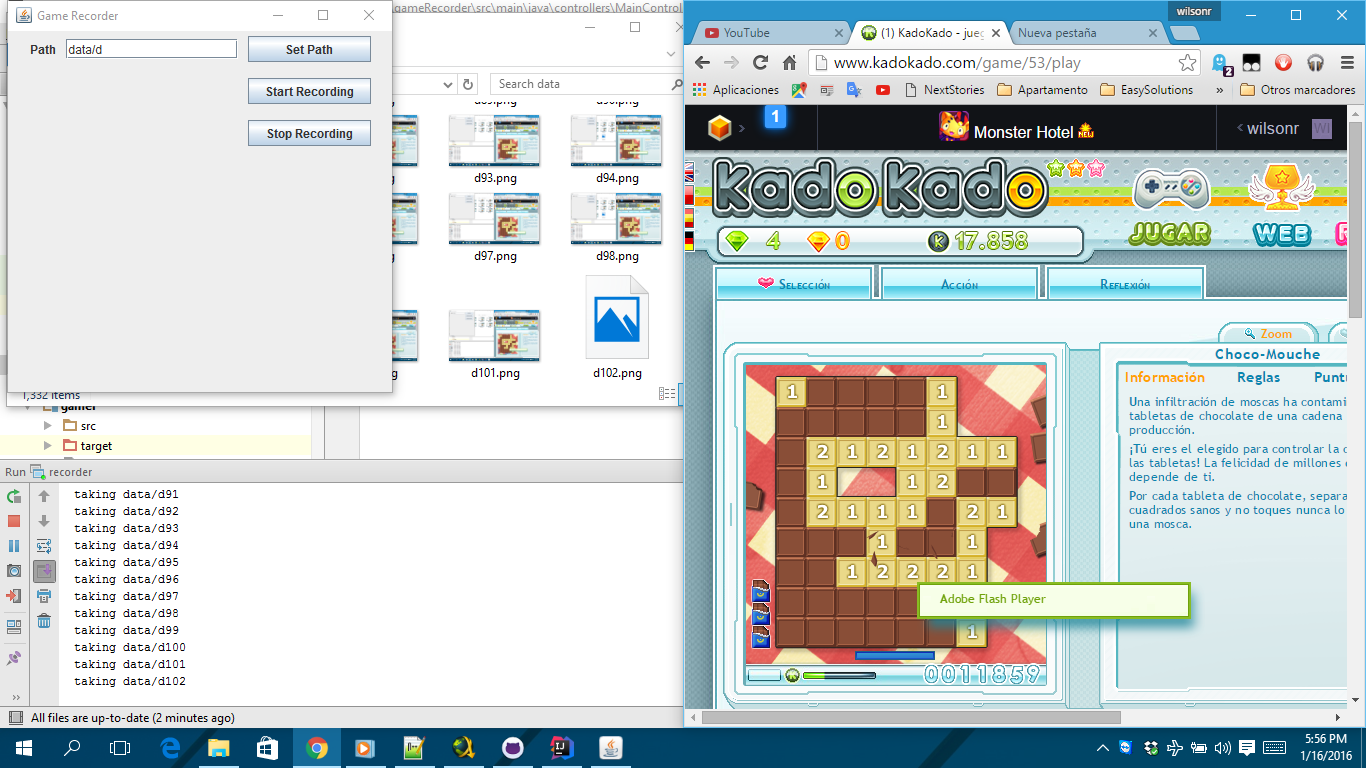 Game Recorder
Path data/d Set Path
Start Recording
Stop Recording
gameRecorder\src\main\java\controllers\MainControl
Search data
d93.png d94.png
d97.png d98.png
d101.png d102.png
1,332 items
gamer
src
target
Run recorder
taking data/d91
taking data/d92
taking data/d93
taking data/d94
taking data/d95
taking data/d96
taking data/d97
taking data/d98
taking data/d99
taking data/d100
taking data/d101
taking data/d102
All files are up-to-date (2 minutes ago)
wilsonr
YouTube (1) KadoKado - jueg Nueva pestaña
www.kadokado.com/game/53/play
2
Aplicaciones NextStories Apartamento EasySolutions » Otros marcadores
1 Monster Hotel NEW wilsonr WI
kadokado
4 0 K 17.858
JUGAR WEB
Selección Acción Reflexión
Zoom
Choco-Mouche
Información Reglas Punt
Una infiltración de moscas ha contami
tabletas de chocolate de una cadena
producción.
¡Tú eres el elegido para controlar la c
las tabletas! La felicidad de millones
depende de ti.
Por cada tableta de chocolate, separa
cuadrados sanos y no toques nunca lo
una mosca.
1 1
1
2 1 2 1 2 1 1
1 1 2
2 1 1 1 2 1
1 1
1 2 2 2 1
Adobe Flash Player
1
0011859
5:56 PM
1/16/2016